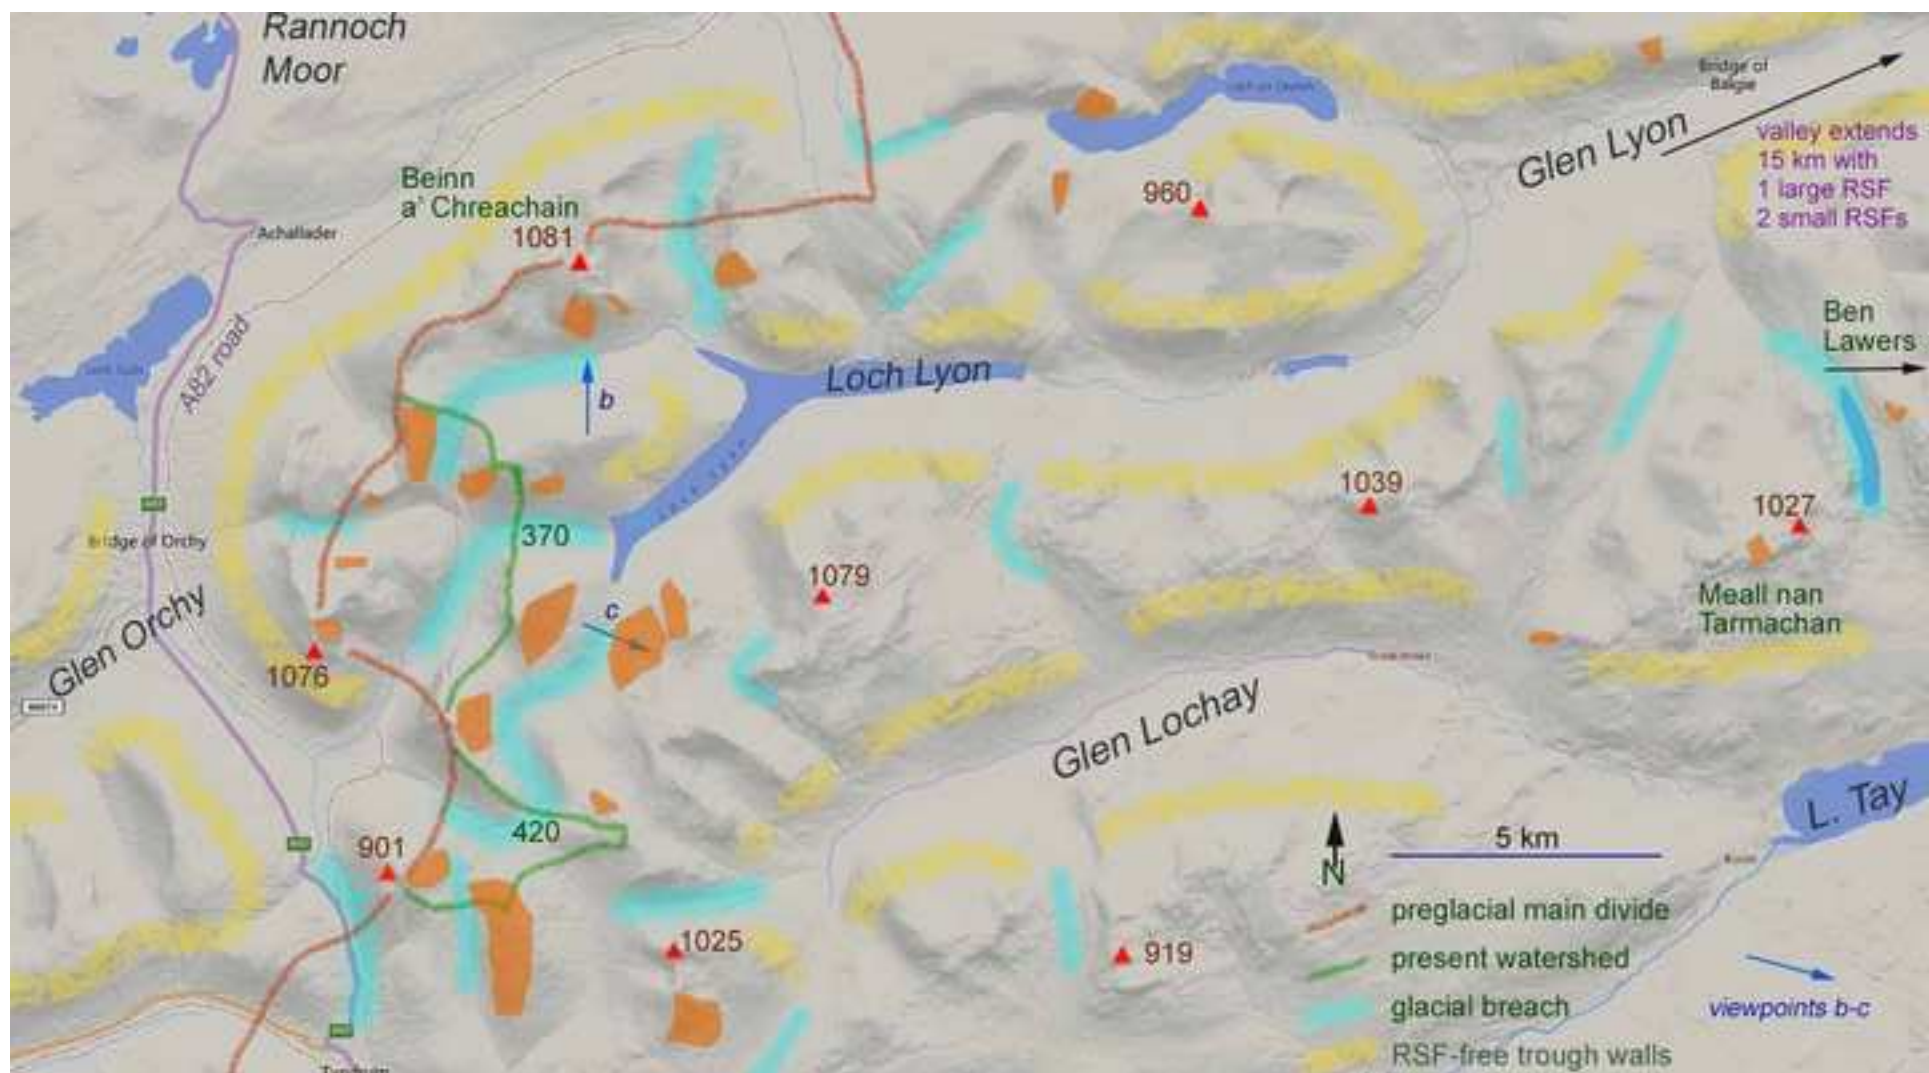 Rannoch
Moor
Bridge of
Balgie
Glen Lyon
valley extends
15 km with
1 large RSF
2 small RSFs
Beinn
a' Chreachain
1081
960
Achallader
A82 road
Ben
Lawers
Loch Lyon
b
1039
1027
370
Bridge of Orchy
1079
c
Meall nan
Tarmachan
Glen Orchy
1076
Glen Lochay
L. Tay
420
901
5 km
N
1025
919
preglacial main divide
present watershed
glacial breach
RSF-free trough walls
viewpoints b-c
Tyndrum